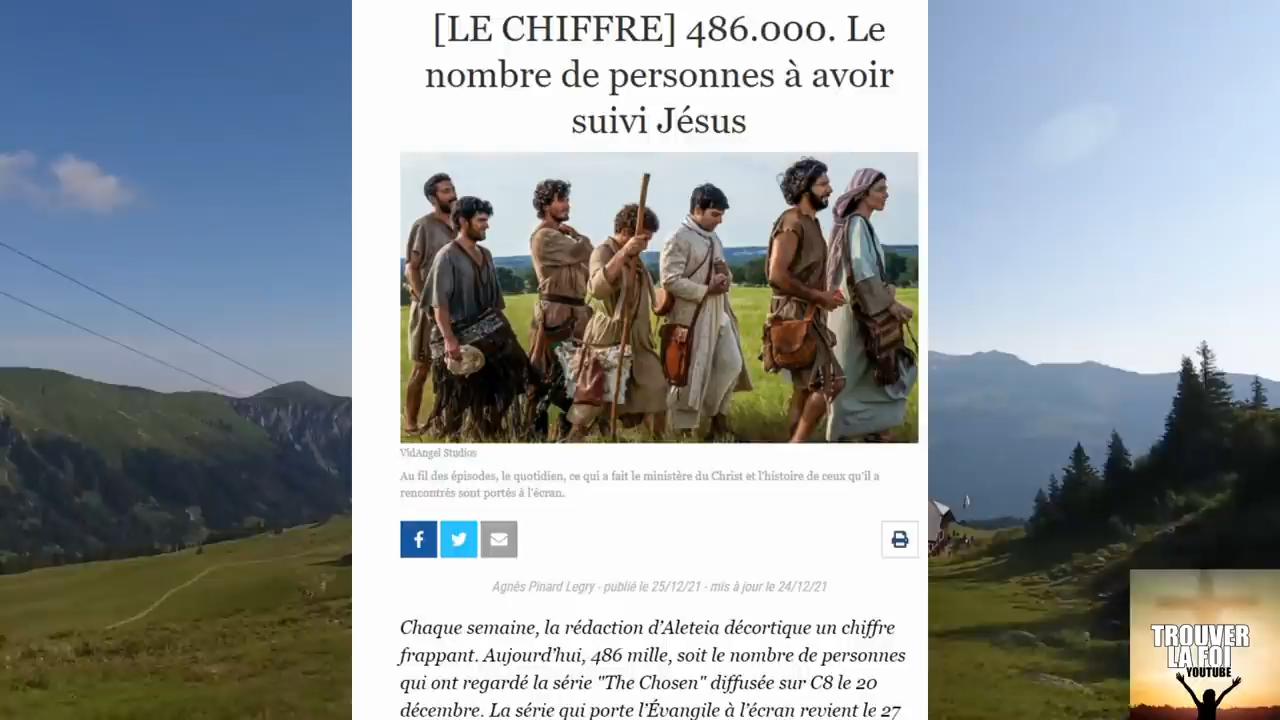 [LE CHIFFRE] 486.000. Le
nombre de personnes à avoir
suivi Jésus
VidAngel Studios
Au fil des épisodes, le quotidien, ce qui a fait le ministère du Christ et l'histoire de ceux qu'il a
rencontrés sont portés à l'écran.
Agnès Pinard Legry - publié le 25/12/21 - mis à jour le 24/12/21
Chaque semaine, la rédaction d'Aleteia décortique un chiffre
frappant. Aujourd'hui, 486 mille, soit le nombre de personnes
qui ont regardé la série "The Chosen" diffusée sur C8 le 20
décembre. La série qui porte l'Évangile à l'écran revient le 27
TROUVER
LA FOI
YOUTUBE